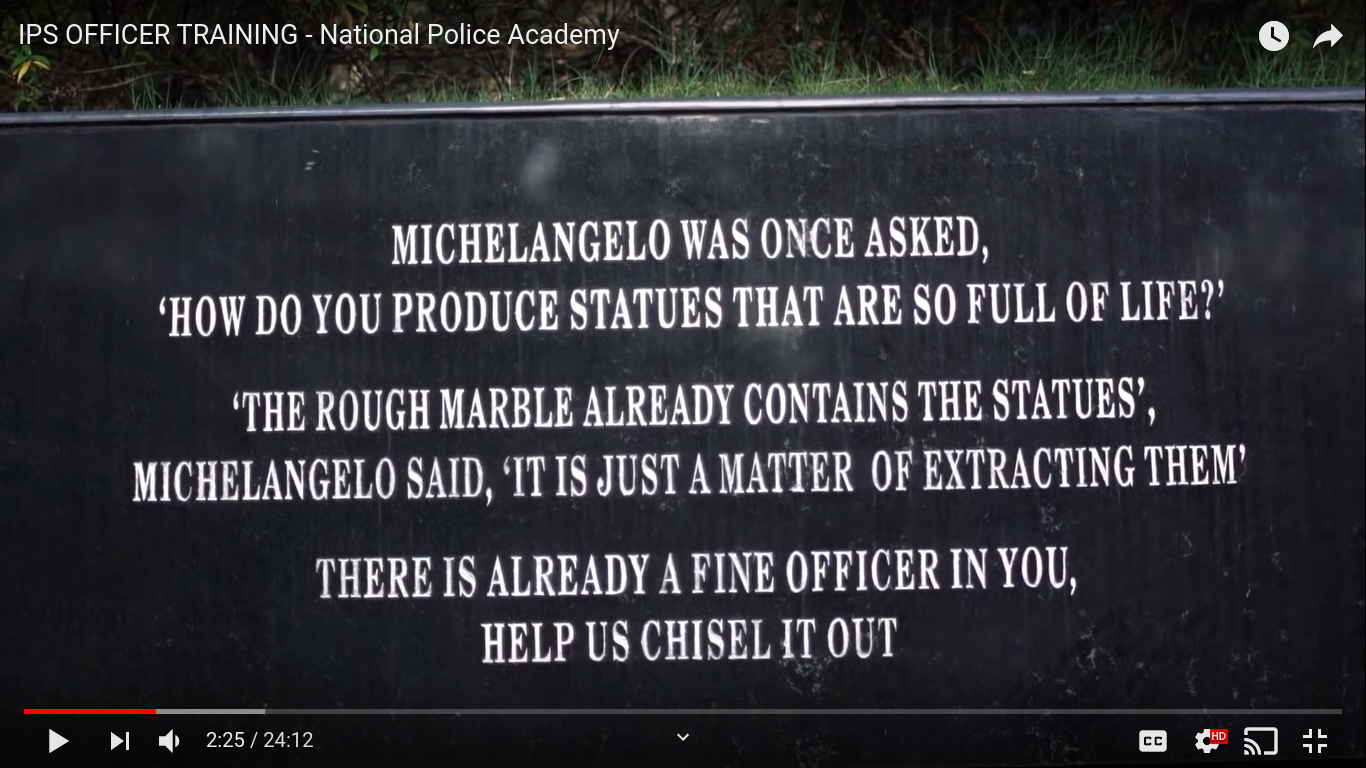 IPS OFFICER TRAINING - National Police Academy
MICHELANGELO WAS ONCE ASKED,
‘HOW DO YOU PRODUCE STATUES THAT ARE SO FULL OF LIFE?’
‘THE ROUGH MARBLE ALREADY CONTAINS THE STATUES’,
MICHELANGELO SAID, ‘IT IS JUST A MATTER OF EXTRACTING THEM’
THERE IS ALREADY A FINE OFFICER IN YOU,
HELP US CHISEL IT OUT
2:25 / 24:12
CC
HD